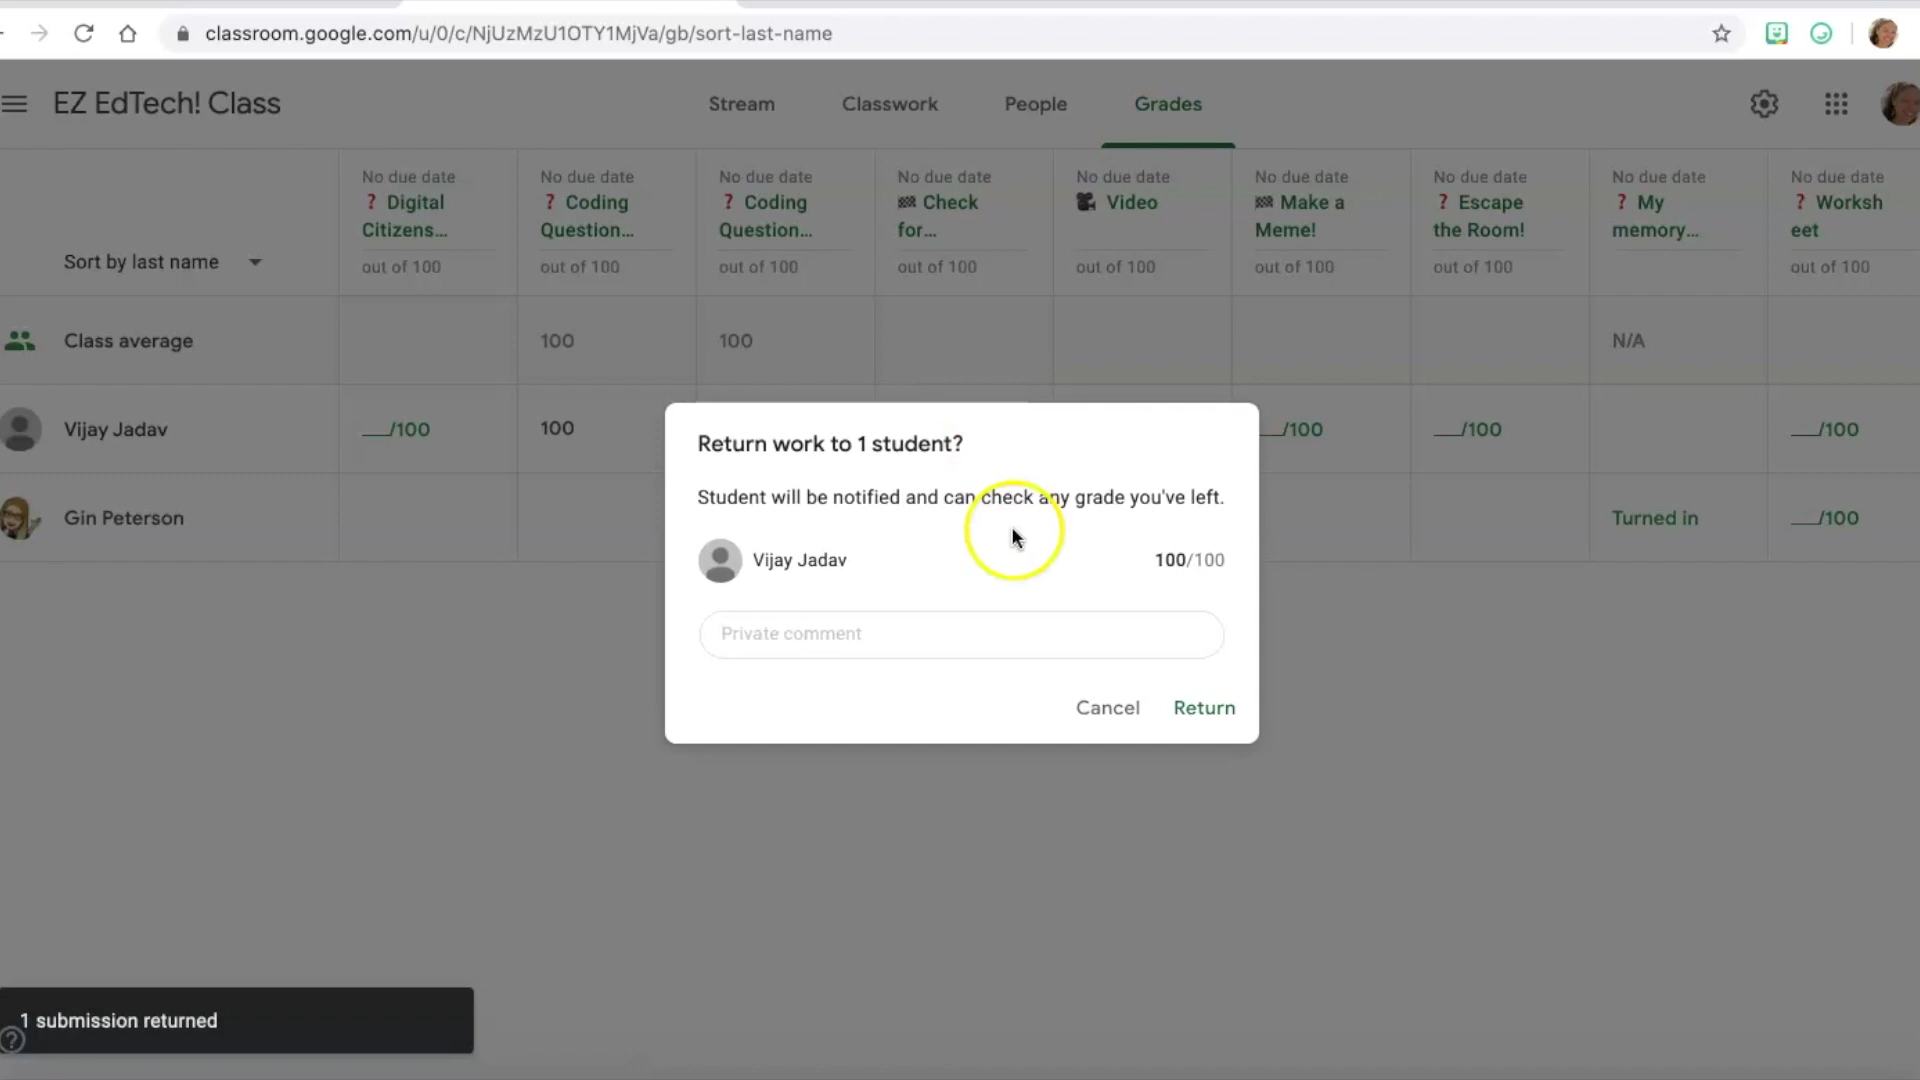 classroom.google.com/u/0/c/NjUzMzU1OTY1MjVa/gb/sort-last-name
EZ EdTech! Class
Stream
Classwork
People
Grades
Sort by last name
No due date
❓ Digital
Citizens...
out of 100
No due date
❓ Coding
Question...
out of 100
No due date
❓ Coding
Question...
out of 100
No due date
🏁 Check
for...
out of 100
No due date
🎥 Video
out of 100
No due date
🏁 Make a
Meme!
out of 100
No due date
❓ Escape
the Room!
out of 100
No due date
❓ My
memory...
No due date
❓ Worksh
eet
out of 100
Class average
100
100
N/A
Vijay Jadav
___/100
100
___/100
___/100
___/100
Gin Peterson
Turned in
___/100
Return work to 1 student?
Student will be notified and can check any grade you've left.
Vijay Jadav
100/100
Private comment
Cancel
Return
1 submission returned